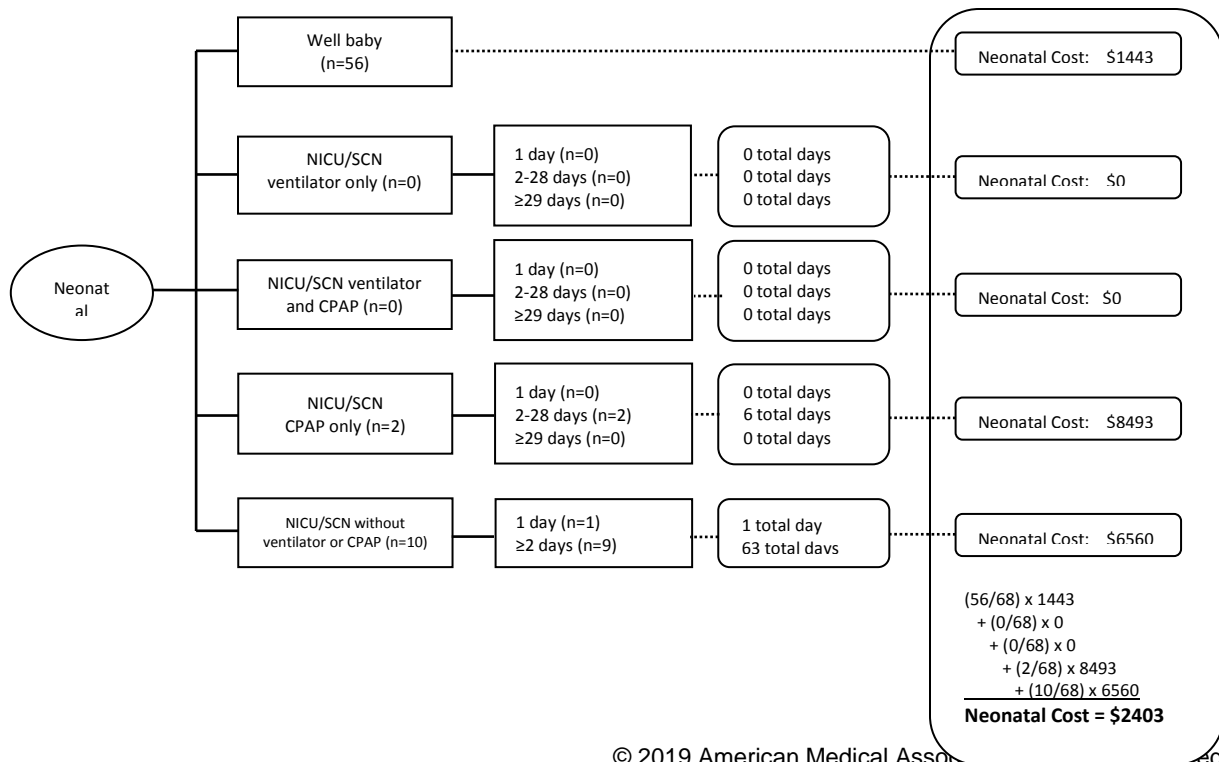 Well baby
(n=56)
Neonatal Cost: $1443
NICU/SCN
ventilator only (n=0)
1 day (n=0)
2-28 days (n=0)
≥29 days (n=0)
0 total days
0 total days
0 total days
Neonatal Cost: $0
Neonat
al
NICU/SCN ventilator
and CPAP (n=0)
1 day (n=0)
2-28 days (n=0)
≥29 days (n=0)
0 total days
0 total days
0 total days
Neonatal Cost: $0
NICU/SCN
CPAP only (n=2)
1 day (n=0)
2-28 days (n=2)
≥29 days (n=0)
0 total days
6 total days
0 total days
Neonatal Cost: $8493
NICU/SCN without
ventilator or CPAP (n=10)
1 day (n=1)
≥2 days (n=9)
1 total day
63 total days
Neonatal Cost: $6560
(56/68) x 1443
+ (0/68) x 0
+ (0/68) x 0
+ (2/68) x 8493
+ (10/68) x 6560
Neonatal Cost = $2403
© 2019 American Medical